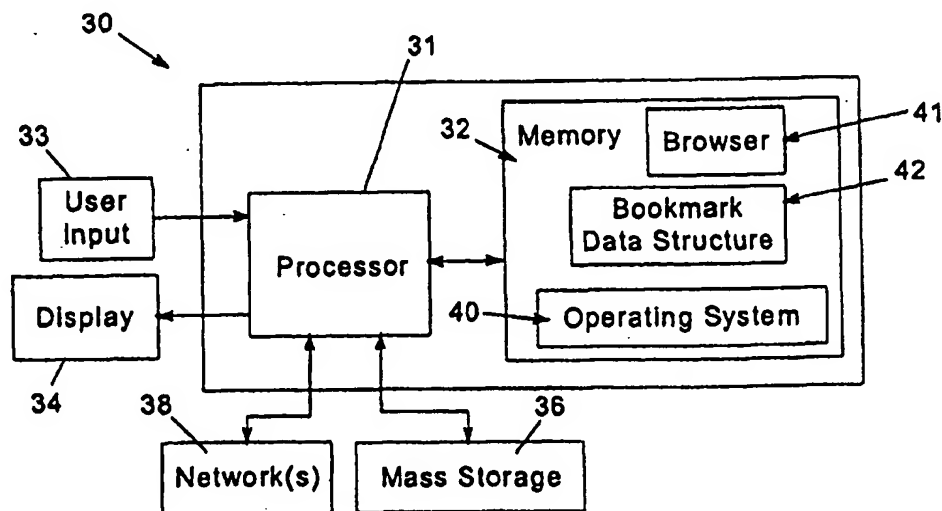 30
31
33
User
Input
Processor
32
Memory
Browser
41
42
Bookmark
Data Structure
40
Operating System
Display
34
38
36
Network(s)
Mass Storage